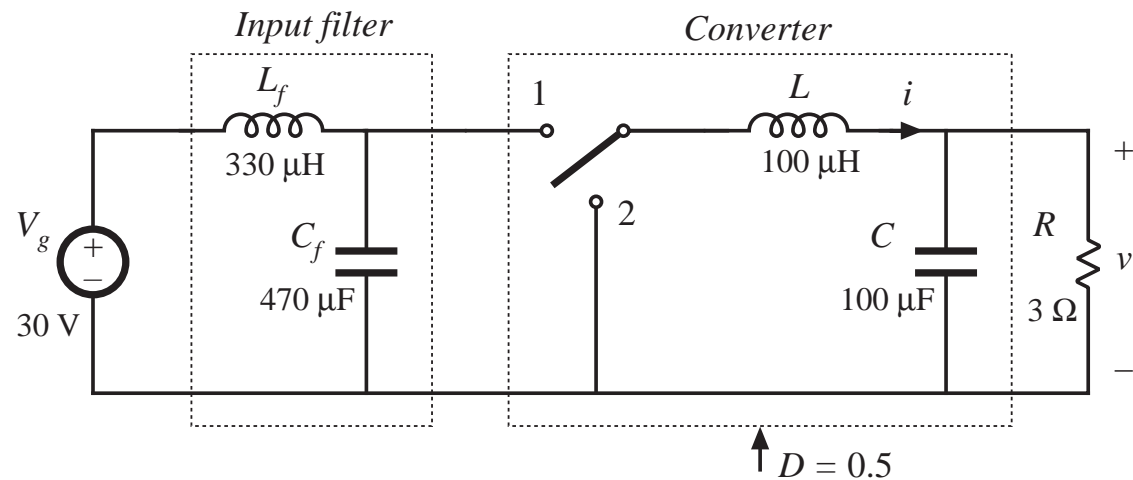 Input filter
Converter
L_f
330 μH
1
L
100 μH
i
+
V_g
+
−
30 V
C_f
470 μF
2
C
100 μF
R
3 Ω
v
−
D = 0.5